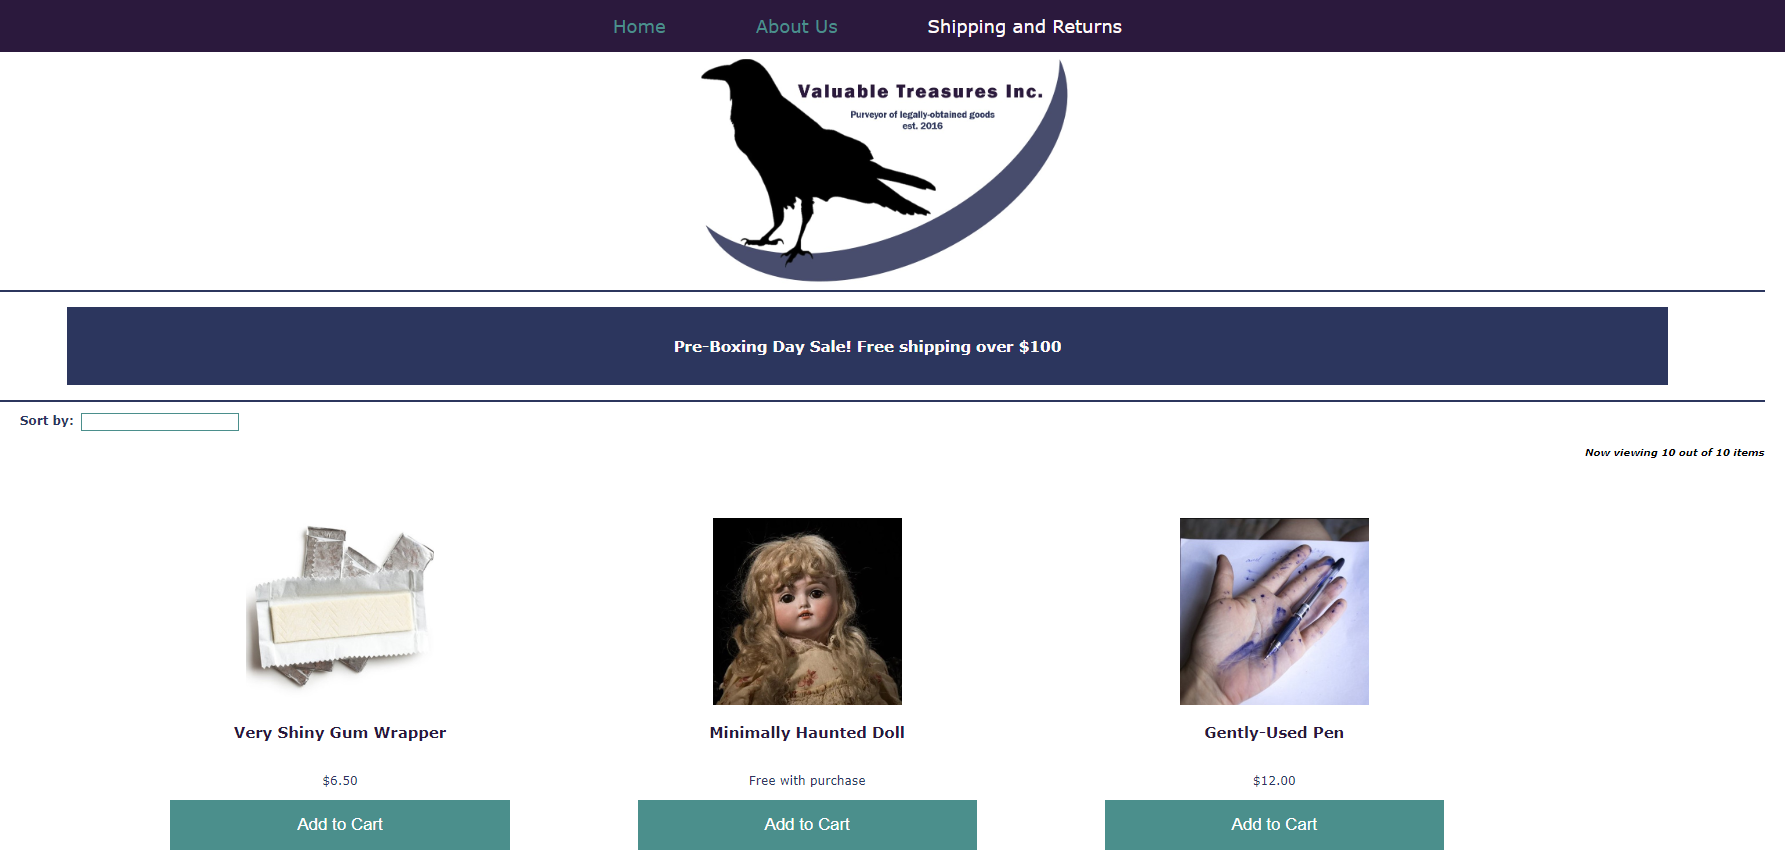 Home About Us Shipping and Returns
Valuable Treasures Inc.
Purveyor of legally-obtained goods
est. 2016
Pre-Boxing Day Sale! Free shipping over $100
Sort by:
Now viewing 10 out of 10 items
Very Shiny Gum Wrapper
$6.50
Add to Cart
Minimally Haunted Doll
Free with purchase
Add to Cart
Gently-Used Pen
$12.00
Add to Cart